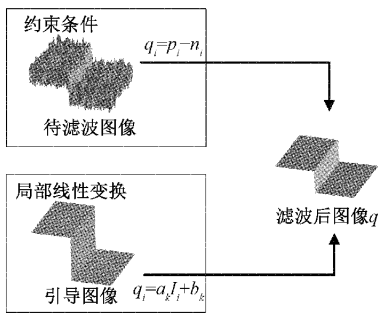 约束条件
qi=pi−ni
待滤波图像
局部线性变换
滤波后图像q
引导图像
qi=akIi+bk